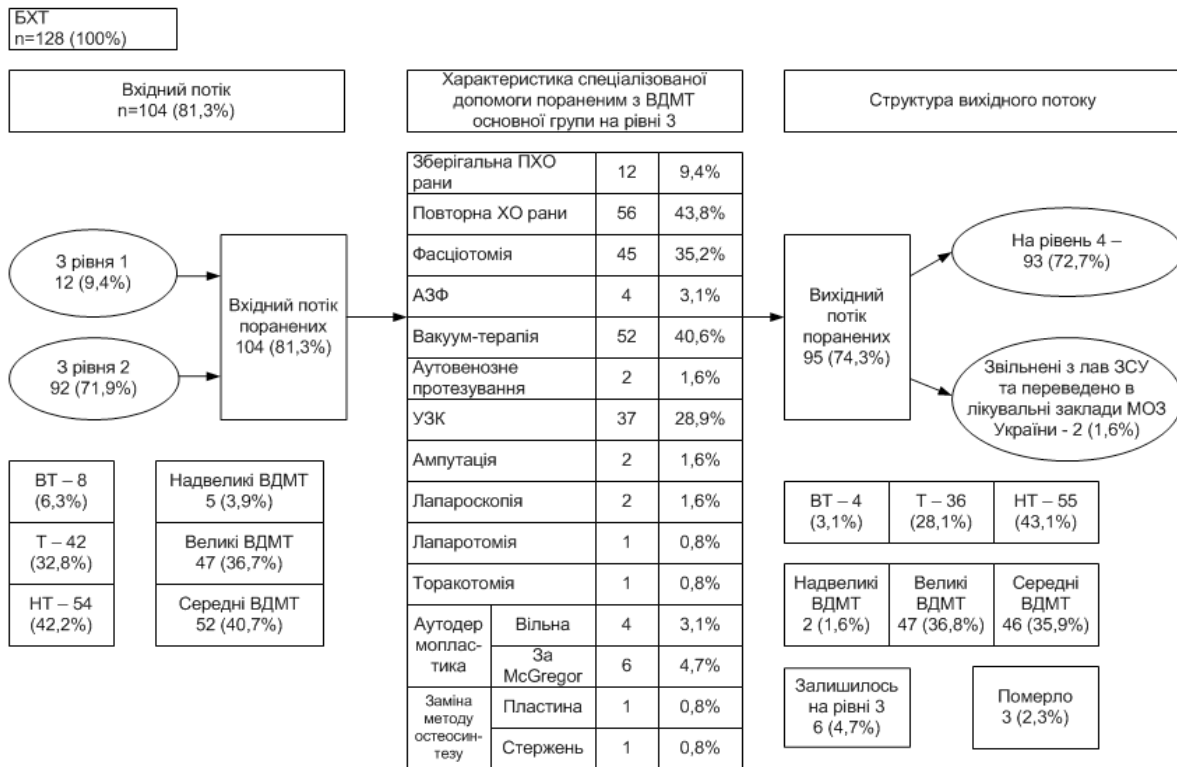 БХТ
n=128 (100%)
Вхідний потік
n=104 (81,3%)
Характеристика спеціалізованої
допомоги пораненим з ВДМТ
основної групи на рівні 3
Структура вихідного потоку
З рівня 1
12 (9,4%)
З рівня 2
92 (71,9%)
Вхідний потік
поранених
104 (81,3%)
ВТ – 8
(6,3%)
Т – 42
(32,8%)
НТ – 54
(42,2%)
Надвеликі ВДМТ
5 (3,9%)
Великі ВДМТ
47 (36,7%)
Середні ВДМТ
52 (40,7%)
Зберігальна ПХО
рани
12 9,4%
Повторна ХО рани 56 43,8%
Фасціотомія 45 35,2%
АЗФ 4 3,1%
Вакуум-терапія 52 40,6%
Аутовенозне
протезування
2 1,6%
УЗК 37 28,9%
Ампутація 2 1,6%
Лапароскопія 2 1,6%
Лапаротомія 1 0,8%
Торакотомія 1 0,8%
Аутодер
моплас-
тика
Вільна 4 3,1%
За
McGregor
6 4,7%
Заміна
методу
остеосин-
тезу
Пластина 1 0,8%
Стержень 1 0,8%
Вихідний
потік
поранених
95 (74,3%)
На рівень 4 –
93 (72,7%)
Звільнені з лав ЗСУ
та переведено в
лікувальні заклади МОЗ
України - 2 (1,6%)
ВТ – 4
(3,1%)
Т – 36
(28,1%)
НТ – 55
(43,1%)
Надвеликі
ВДМТ
2 (1,6%)
Великі
ВДМТ
47 (36,8%)
Середні
ВДМТ
46 (35,9%)
Залишилось
на рівні 3
6 (4,7%)
Померло
3 (2,3%)